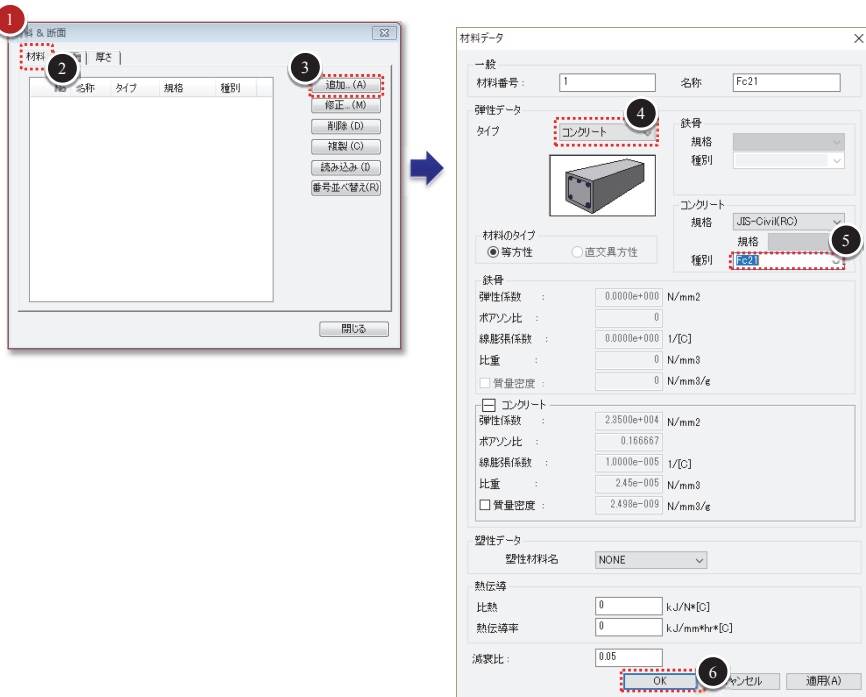 1
料 & 断面
材料
厚さ
2
3
No 名称 タイプ 規格 種別
追加... (A)
修正... (M)
削除 (D)
複製 (C)
読み込み (I)
番号並べ替え(R)
閉じる
材料データ
一般
材料番号 : 1 名称 Fc21
弾性データ
タイプ コンクリート
4
鉄骨
規格
種別
コンクリート
規格 JIS-Civil(RC)
規格
5
種別 Fc21
材料のタイプ
等方性 直交異方性
鉄骨
弾性係数 : 0.0000e+000 N/mm2
ポアソン比 : 0
線膨張係数 : 0.0000e+000 1/[C]
比重 : 0 N/mm3
質量密度 : 0 N/mm3/g
コンクリート
弾性係数 : 2.3500e+004 N/mm2
ポアソン比 : 0.166667
線膨張係数 : 1.0000e-005 1/[C]
比重 : 2.45e-005 N/mm3
質量密度 : 2.498e-009 N/mm3/g
塑性データ
塑性材料名 NONE
熱伝導
比熱 0 kJ/N*[C]
熱伝導率 0 kJ/mm*hr*[C]
減衰比 : 0.05
6
OK ャンセル 適用(A)